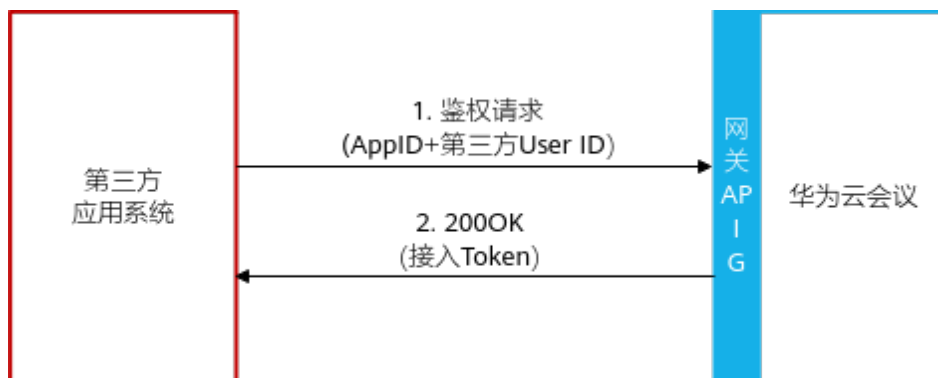 第三方
应用系统
1. 鉴权请求
(AppID+第三方User ID)
2. 200OK
(接入Token)
网
关
AP
I
G
华为云会议